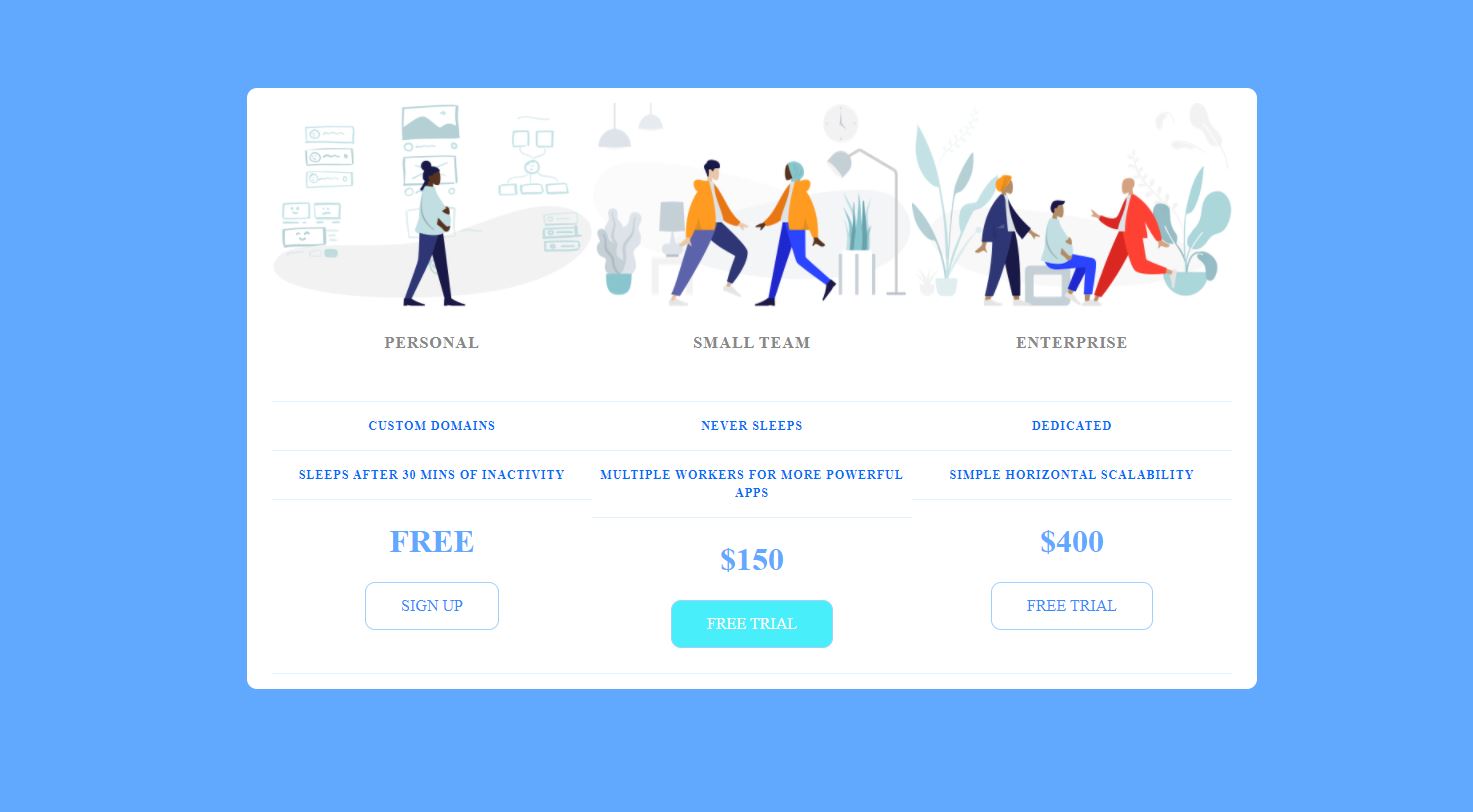 PERSONAL
CUSTOM DOMAINS
SLEEPS AFTER 30 MINS OF INACTIVITY
FREE
SIGN UP
SMALL TEAM
NEVER SLEEPS
MULTIPLE WORKERS FOR MORE POWERFUL
APPS
$150
FREE TRIAL
ENTERPRISE
DEDICATED
SIMPLE HORIZONTAL SCALABILITY
$400
FREE TRIAL